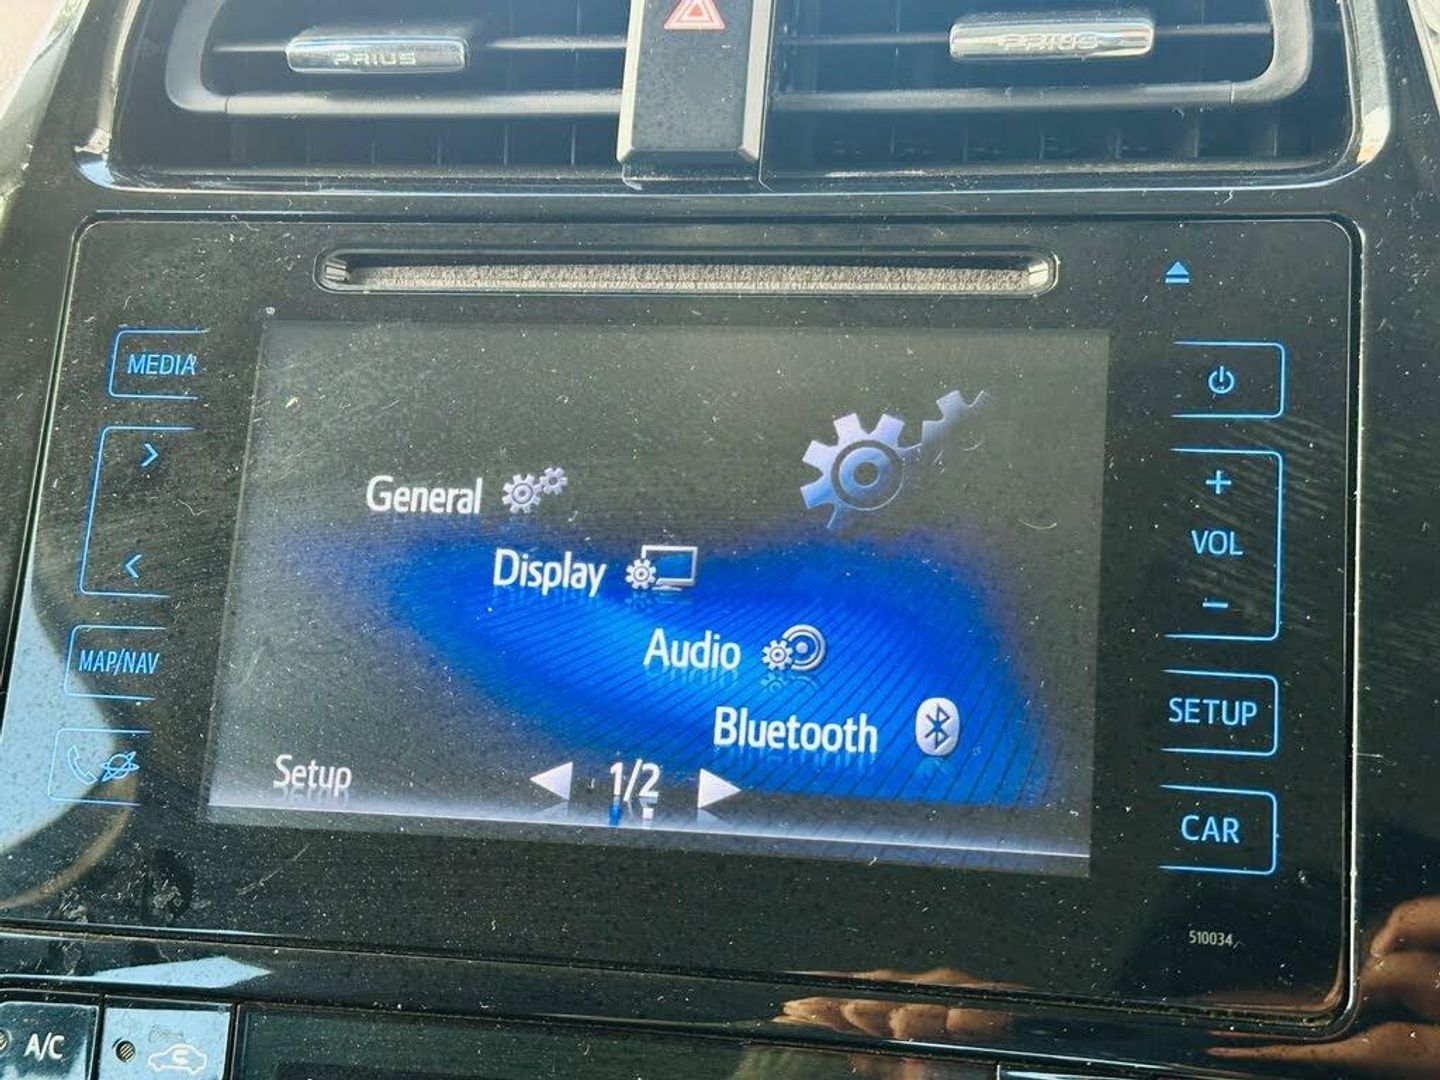 PRIUS
PRIUS
MEDIA
MAP/NAV
VOL
SETUP
CAR
General
Display
Audio
Bluetooth
Setup
1/2
510034
A/C